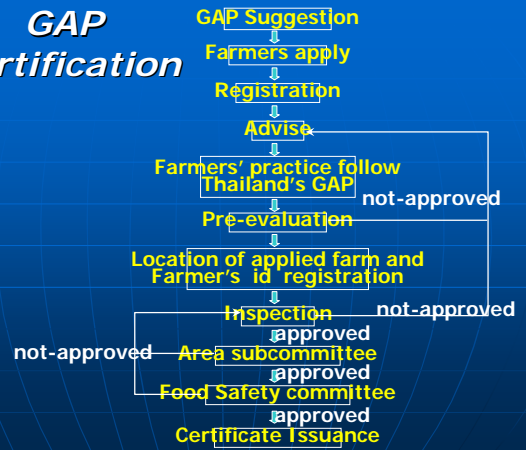 GAP
rtification
GAP Suggestion
Farmers apply
Registration
Advise
Farmers' practice follow
Thailand's GAP
not-approved
Pre-evaluation
Location of applied farm and
Farmer's id registration
Inspection
not-approved
approved
not-approved
Area subcommittee
approved
Food Safety committee
approved
Certificate Issuance